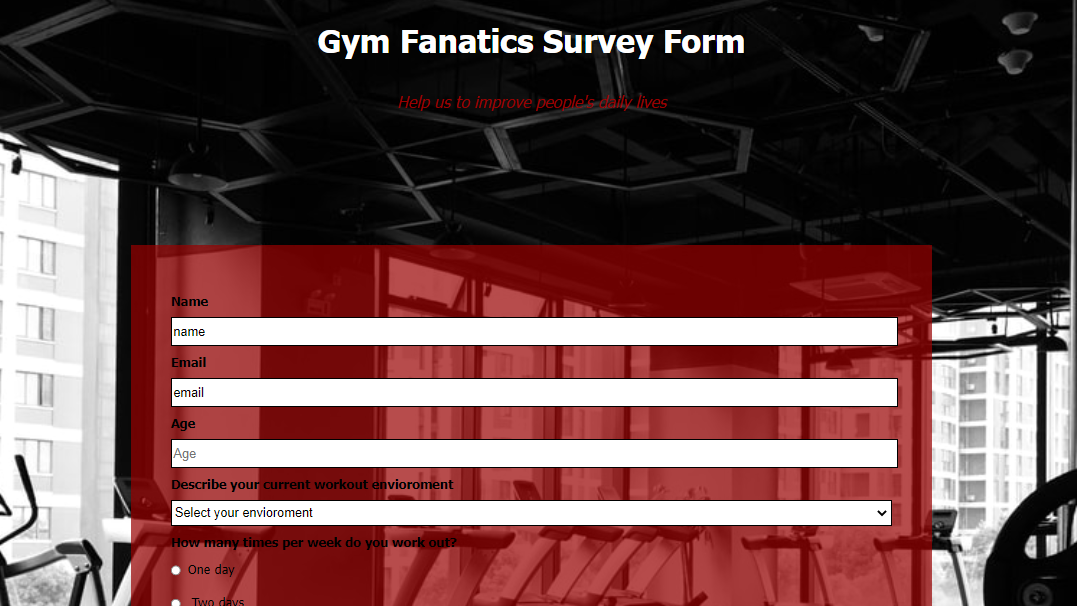 Gym Fanatics Survey Form
Help us to improve people's daily lives
Name
name
Email
email
Age
Age
Describe your current workout envioroment
Select your envioroment
How many times per week do you work out?
One day
Two days